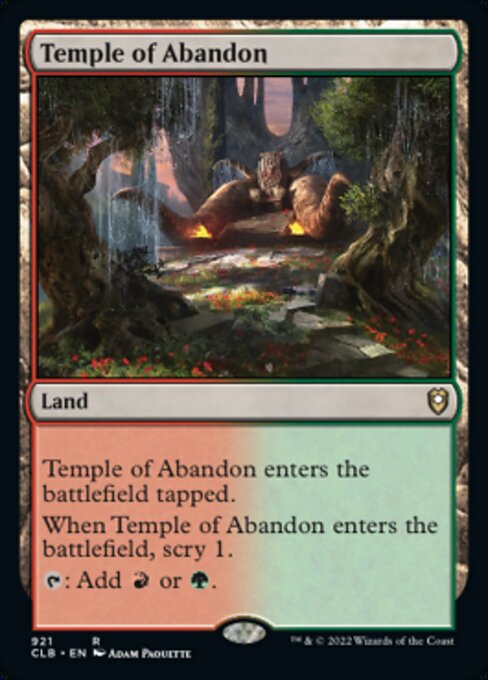 Temple of Abandon
Land
Temple of Abandon enters the
battlefield tapped.
When Temple of Abandon enters the
battlefield, scry 1.
: Add or .
921 R
CLB • EN Adam Paquette
™ & © 2022 Wizards of the Coast